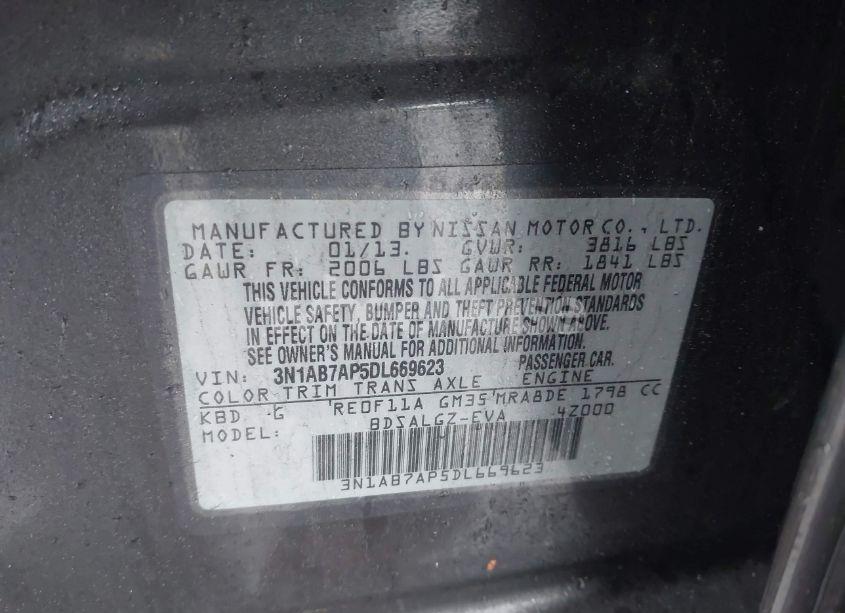 MANUFACTURED BY NISSAN MOTOR CO., LTD.
DATE: 01/13. GVWR: 3816 LBS
GAWR FR: 2006 LBS GAWR RR: 1841 LBS
THIS VEHICLE CONFORMS TO ALL APPLICABLE FEDERAL MOTOR
VEHICLE SAFETY, BUMPER AND THEFT PREVENTION STANDARDS
IN EFFECT ON THE DATE OF MANUFACTURE SHOWN ABOVE.
SEE OWNER'S MANUAL FOR ADDITIONAL INFORMATION.
VIN: 3N1AB7AP5DL669623 PASSENGER CAR.
COLOR TRIM TRANS AXLE ENGINE
KBD G RE0F11A GM35 MRA8DE 1798 CC
MODEL: BDSALGZ-EVA 4Z000
3N1AB7AP5DL669623